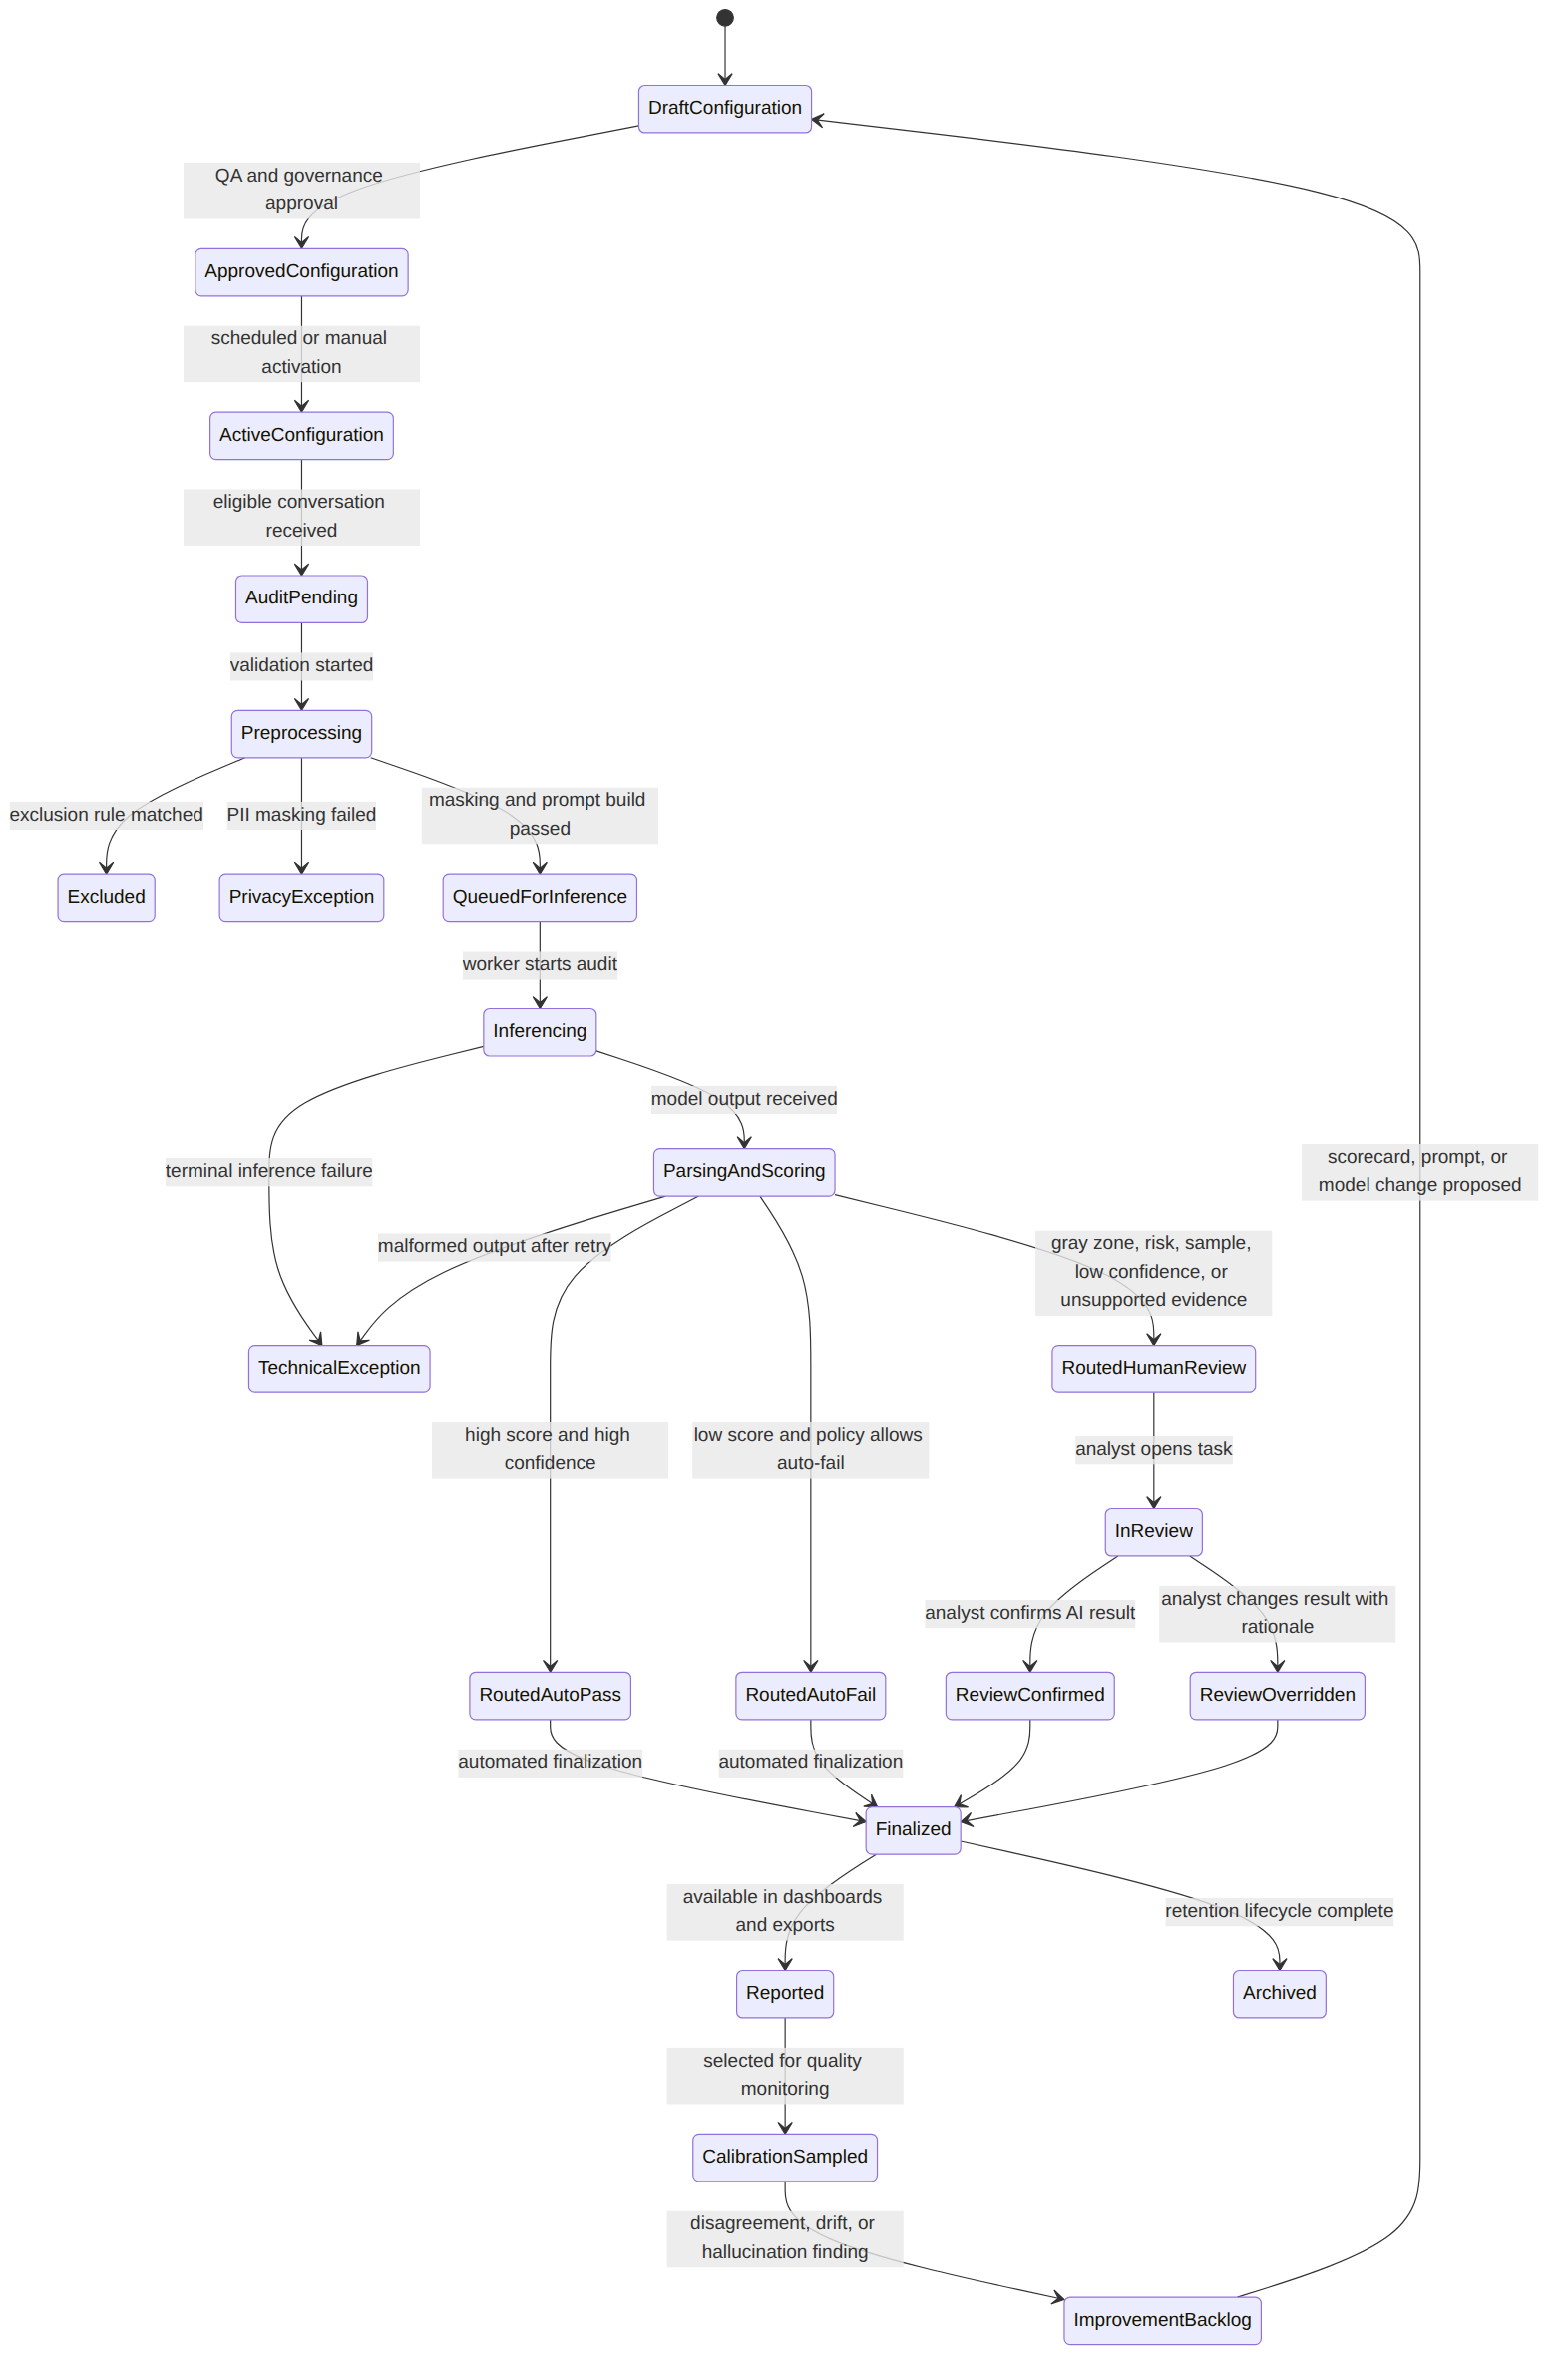 DraftConfiguration
QA and governance
approval
ApprovedConfiguration
scheduled or manual
activation
ActiveConfiguration
eligible conversation
received
AuditPending
validation started
Preprocessing
exclusion rule matched
PII masking failed
masking and prompt build
passed
Excluded
PrivacyException
QueuedForInference
worker starts audit
Inferencing
model output received
terminal inference failure
ParsingAndScoring
scorecard, prompt, or
model change proposed
malformed output after retry
gray zone, risk, sample,
low confidence, or
unsupported evidence
TechnicalException
RoutedHumanReview
high score and high
confidence
low score and policy allows
auto-fail
analyst opens task
InReview
analyst confirms AI result
analyst changes result with
rationale
RoutedAutoPass
RoutedAutoFail
ReviewConfirmed
ReviewOverridden
automated finalization
automated finalization
Finalized
available in dashboards
and exports
retention lifecycle complete
Reported
Archived
selected for quality
monitoring
CalibrationSampled
disagreement, drift, or
hallucination finding
ImprovementBacklog